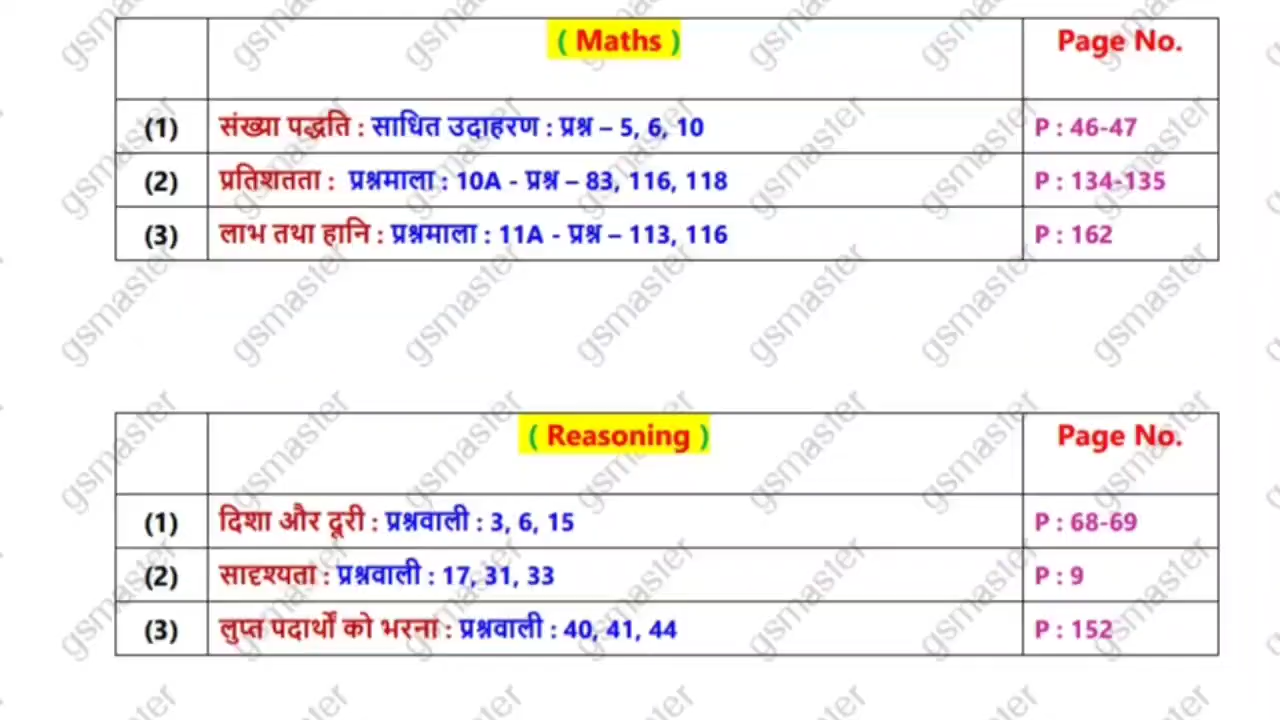 ( Maths ) Page No.
(1) संख्या पद्धति : साधित उदाहरण : प्रश्न – 5, 6, 10 P : 46-47
(2) प्रतिशतता : प्रश्नमाला : 10A - प्रश्न – 83, 116, 118 P : 134-135
(3) लाभ तथा हानि : प्रश्नमाला : 11A - प्रश्न – 113, 116 P : 162
( Reasoning ) Page No.
(1) दिशा और दूरी : प्रश्नवाली : 3, 6, 15 P : 68-69
(2) सादृश्यता : प्रश्नवाली : 17, 31, 33 P : 9
(3) लुप्त पदार्थों को भरना : प्रश्नवाली : 40, 41, 44 P : 152
gsmaster